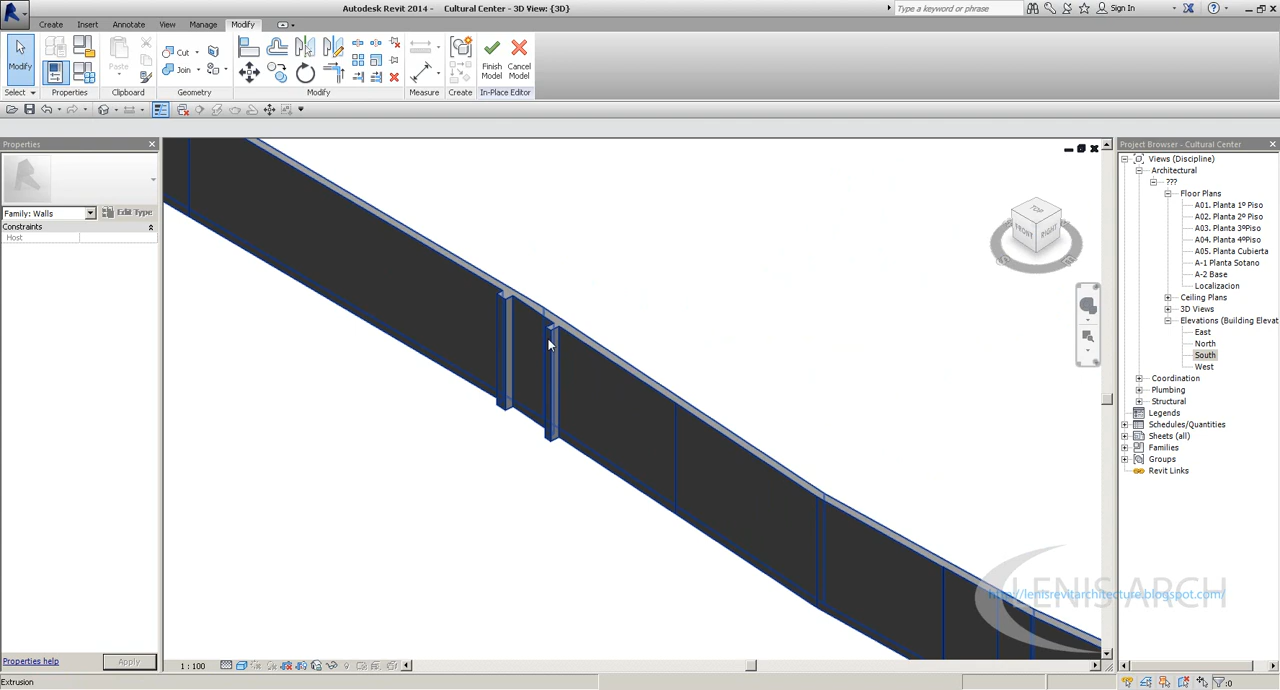 Autodesk Revit 2014 - Cultural Center - 3D View: {3D}
Type a keyword or phrase
Sign In
Create Insert Annotate View Manage Modify
Modify
Paste
Cut
Join
Finish Model
Cancel Model
Select Properties Clipboard Geometry Modify Measure Create In-Place Editor
Properties
Family: Walls
Edit Type
Constraints
Host
Properties help
Apply
TOP
FRONT
RIGHT
LENIS ARCH
http://lenisrevitarchitecture.blogspot.com/
1 : 100
Project Browser - Cultural Center
Views (Discipline)
Architectural
???
Floor Plans
A01. Planta 1º Piso
A02. Planta 2º Piso
A03. Planta 3ºPiso
A04. Planta 4ºPiso
A05. Planta Cubierta
A-1 Planta Sotano
A-2 Base
Localizacion
Ceiling Plans
3D Views
Elevations (Building Elevat
East
North
South
West
Coordination
Plumbing
Structural
Legends
Schedules/Quantities
Sheets (all)
Families
Groups
Revit Links
Extrusion
:0